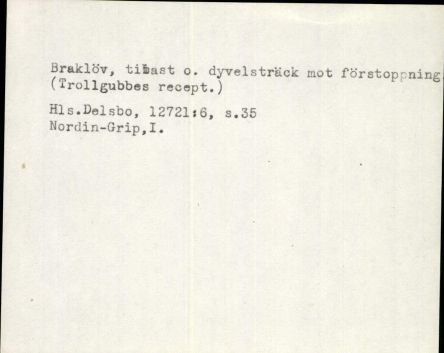 Braklöv, tibast o. dyvelsträck mot förstoppning
(Trollgubbes recept.)
Hls.Delsbo, 12721:6, s.35
Nordin-Grip,I.